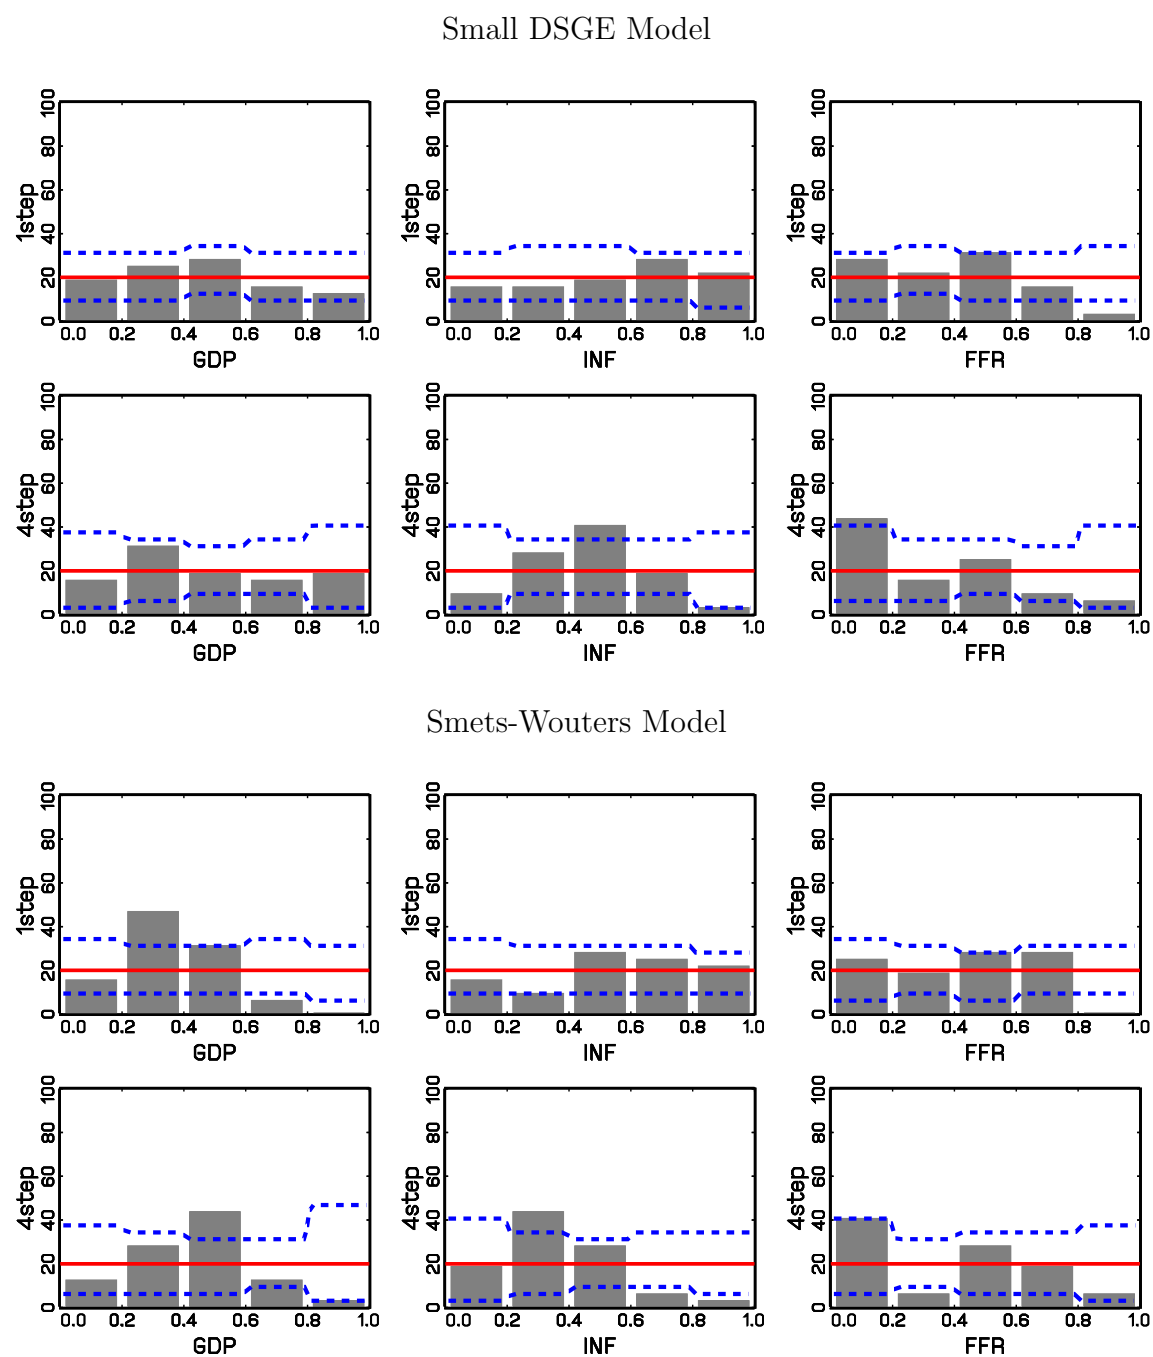 Small DSGE Model
1step 0 20 40 60 80 100 0.0 0.2 0.4 0.6 0.8 1.0 GDP
1step 0 20 40 60 80 100 0.0 0.2 0.4 0.6 0.8 1.0 INF
1step 0 20 40 60 80 100 0.0 0.2 0.4 0.6 0.8 1.0 FFR
4step 0 20 40 60 80 100 0.0 0.2 0.4 0.6 0.8 1.0 GDP
4step 0 20 40 60 80 100 0.0 0.2 0.4 0.6 0.8 1.0 INF
4step 0 20 40 60 80 100 0.0 0.2 0.4 0.6 0.8 1.0 FFR
Smets-Wouters Model
1step 0 20 40 60 80 100 0.0 0.2 0.4 0.6 0.8 1.0 GDP
1step 0 20 40 60 80 100 0.0 0.2 0.4 0.6 0.8 1.0 INF
1step 0 20 40 60 80 100 0.0 0.2 0.4 0.6 0.8 1.0 FFR
4step 0 20 40 60 80 100 0.0 0.2 0.4 0.6 0.8 1.0 GDP
4step 0 20 40 60 80 100 0.0 0.2 0.4 0.6 0.8 1.0 INF
4step 0 20 40 60 80 100 0.0 0.2 0.4 0.6 0.8 1.0 FFR